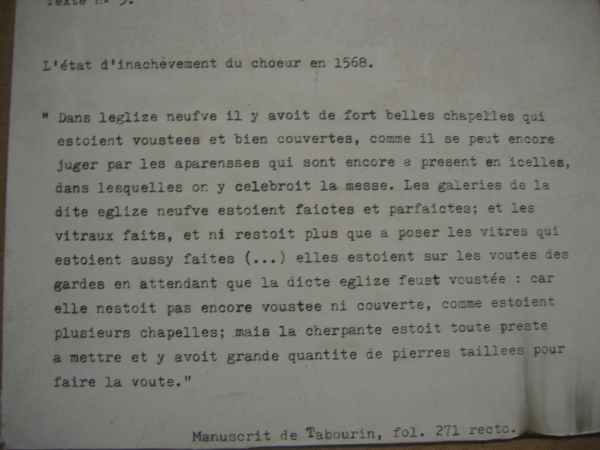 Texte n° 5.
L'état d'inachèvement du choeur en 1568.
" Dans leglize neufve il y avoit de fort belles chapelles qui
estoient voustees et bien couvertes, comme il se peut encore
juger par les aparensses qui sont encore a present en icelles,
dans lesquelles on y celebroit la messe. Les galeries de la
dite eglize neufve estoient faictes et parfaictes; et les
vitraux faits, et ni restoit plus que a poser les vitres qui
estoient aussy faites (...) elles estoient sur les voutes des
gardes en attendant que la dicte eglize feust voustée : car
elle nestoit pas encore voustee ni couverte, comme estoient
plusieurs chapelles; mais la cherpante estoit toute preste
a mettre et y avoit grande quantite de pierres taillees pour
faire la voute."
Manuscrit de Tabourin, fol. 271 recto.